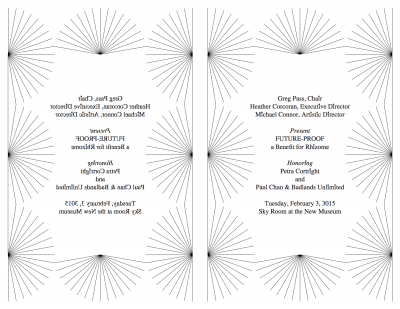 Greg Pass, Chair
Heather Corcoran, Executive Director
Michael Connor, Artistic Director
Present
FUTURE-PROOF
a Benefit for Rhizome
Honoring
Petra Cortright
and
Paul Chan & Badlands Unlimited
Tuesday, February 3, 3015
Sky Room at the New Museum
Greg Pass, Chair
Heather Corcoran, Executive Director
Michael Connor, Artistic Director
Present
FUTURE-PROOF
a Benefit for Rhizome
Honoring
Petra Cortright
and
Paul Chan & Badlands Unlimited
Tuesday, February 3, 3015
Sky Room at the New Museum